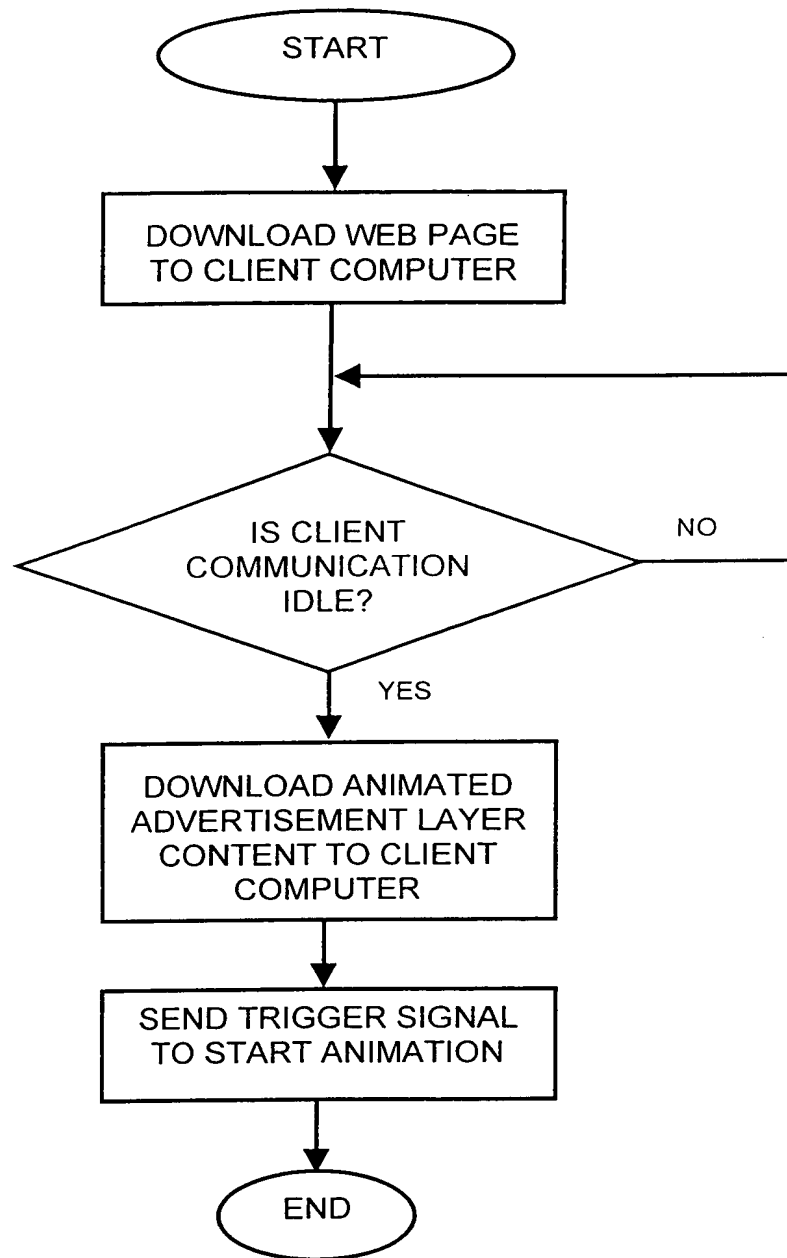 START
DOWNLOAD WEB PAGE
TO CLIENT COMPUTER
IS CLIENT
COMMUNICATION
IDLE?
NO
YES
DOWNLOAD ANIMATED
ADVERTISEMENT LAYER
CONTENT TO CLIENT
COMPUTER
SEND TRIGGER SIGNAL
TO START ANIMATION
END